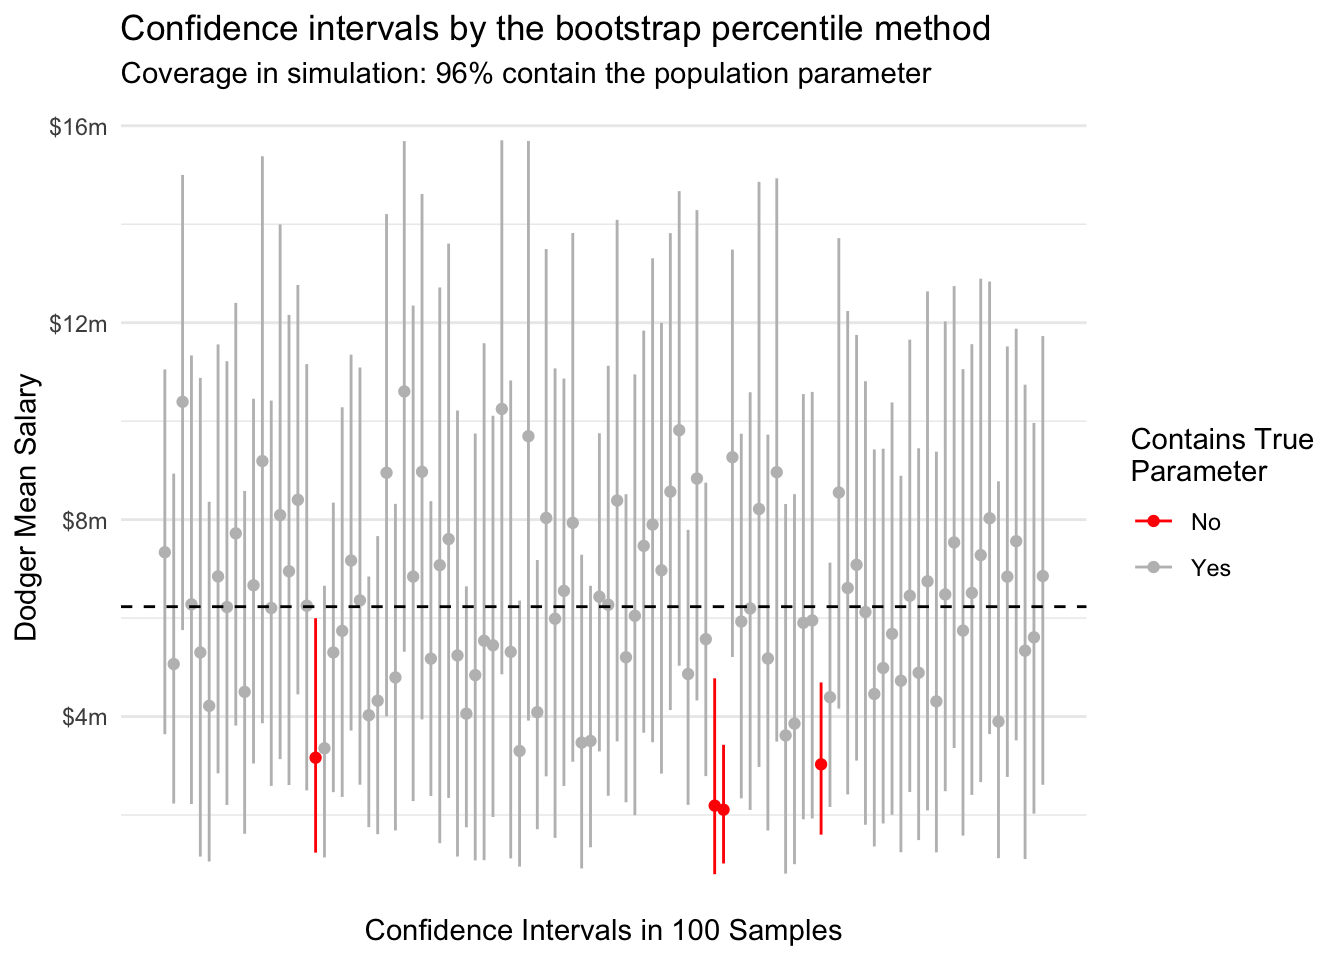 Confidence intervals by the bootstrap percentile method
Coverage in simulation: 96% contain the population parameter
$16m
$12m
$8m
$4m
Dodger Mean Salary
Confidence Intervals in 100 Samples
Contains True
Parameter
No
Yes